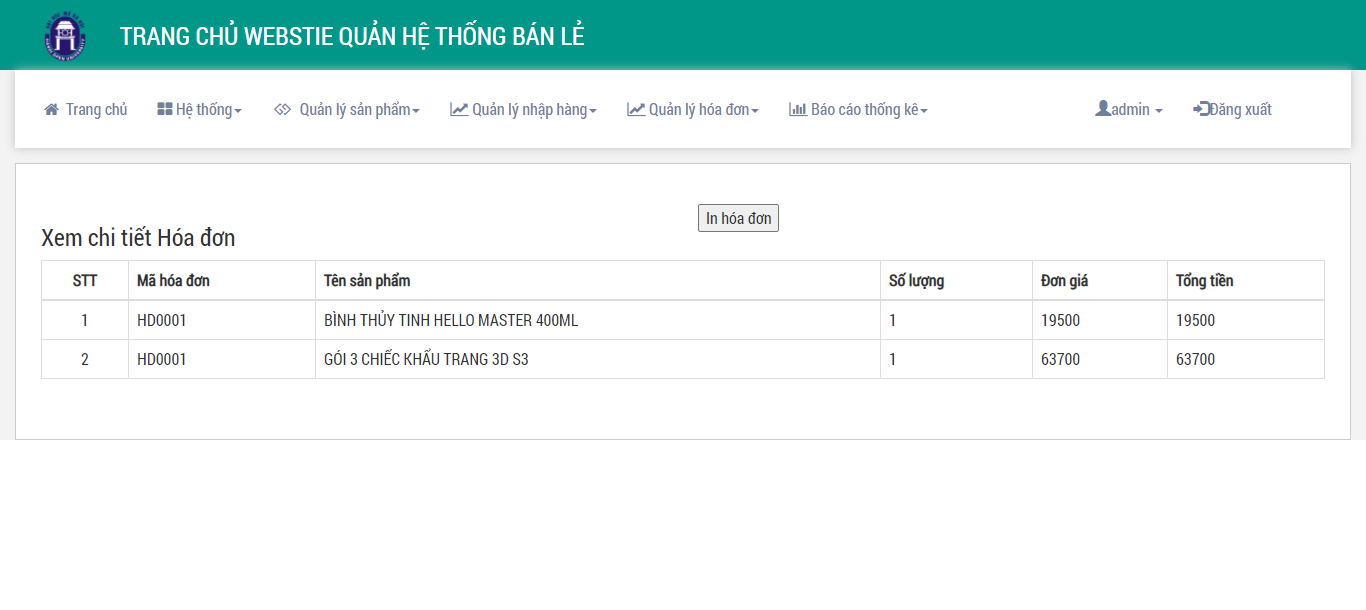 TRANG CHỦ WEBSTIE QUẢN HỆ THỐNG BÁN LẺ
Trang chủ Hệ thống Quản lý sản phẩm Quản lý nhập hàng Quản lý hóa đơn Báo cáo thống kê admin Đăng xuất
In hóa đơn
Xem chi tiết Hóa đơn
STT Mã hóa đơn Tên sản phẩm Số lượng Đơn giá Tổng tiền
1 HD0001 BÌNH THỦY TINH HELLO MASTER 400ML 1 19500 19500
2 HD0001 GÓI 3 CHIẾC KHẨU TRANG 3D S3 1 63700 63700